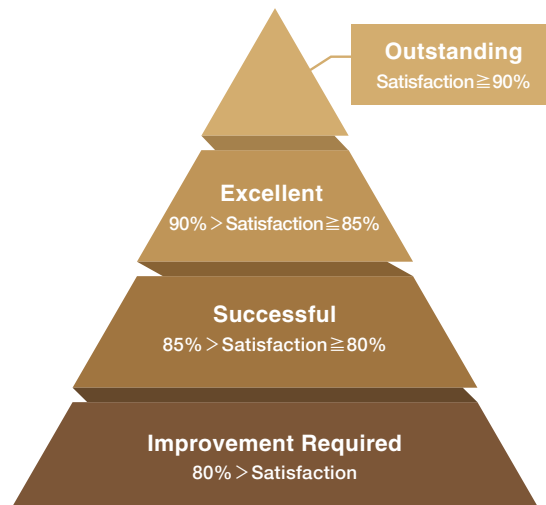 Outstanding
Satisfaction≧90%
Excellent
90%＞Satisfaction≧85%
Successful
85%＞Satisfaction≧80%
Improvement Required
80%＞Satisfaction